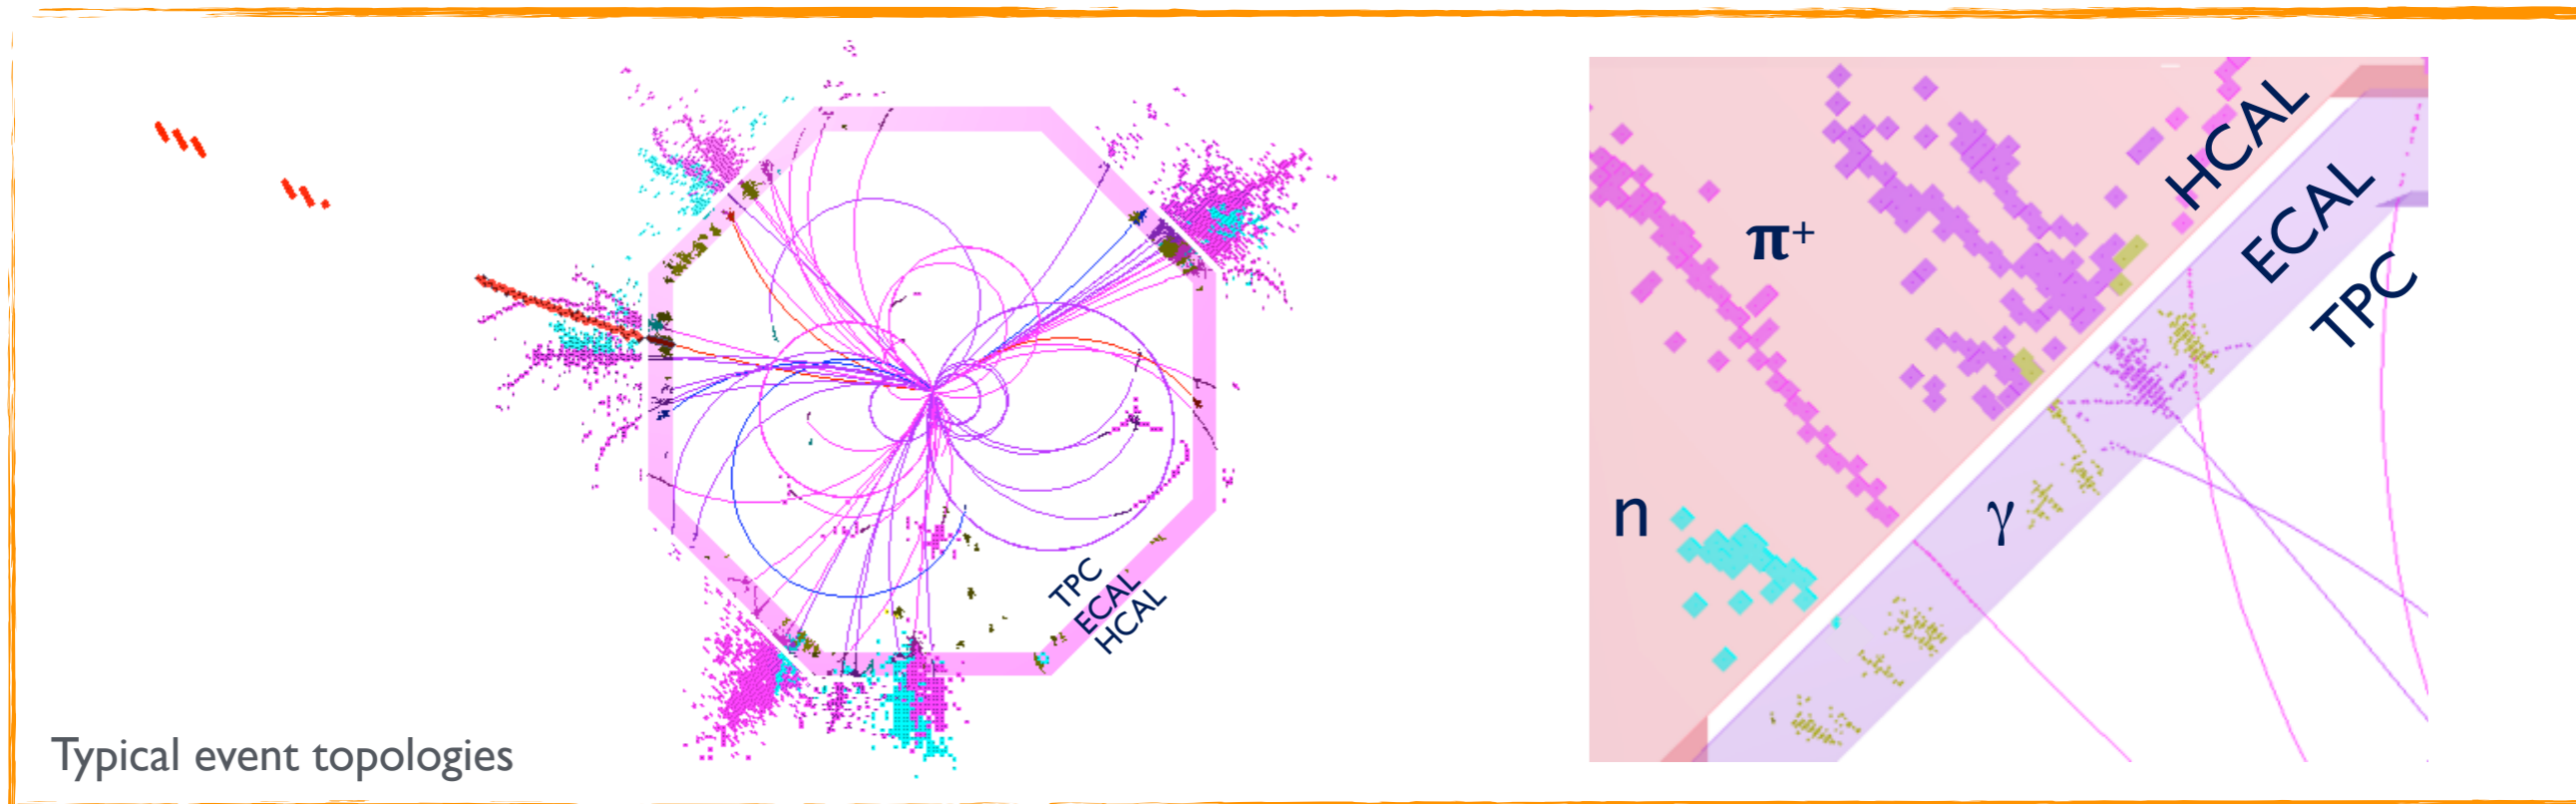 TPC
ECAL
HCAL
Typical event topologies
π+
n
γ
HCAL
ECAL
TPC